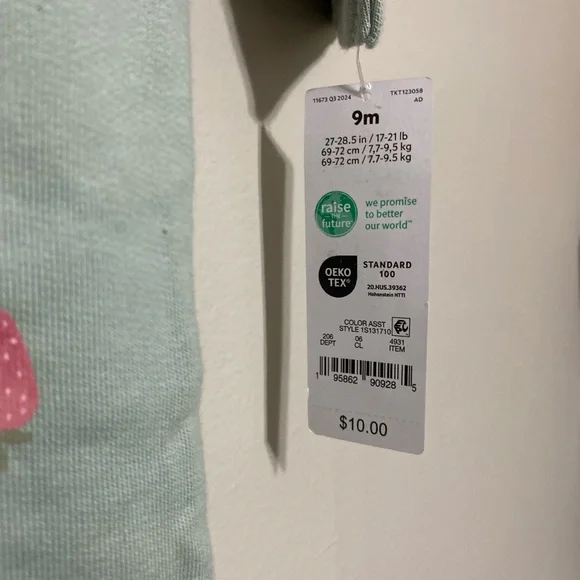 11673 Q3 2024 TKT123058
AD
9m
27-28.5 in / 17-21 lb
69-72 cm / 7,7-9,5 kg
69-72 cm / 7.7-9.5 kg
raise
THE
future
we promise
to better
our world™
OEKO
TEX®
STANDARD
100
20.HUS.39362
Hohenstein HTTI
COLOR ASST
STYLE 1S131710
206 06 4931
DEPT CL ITEM
1 95862 90928 5
$10.00